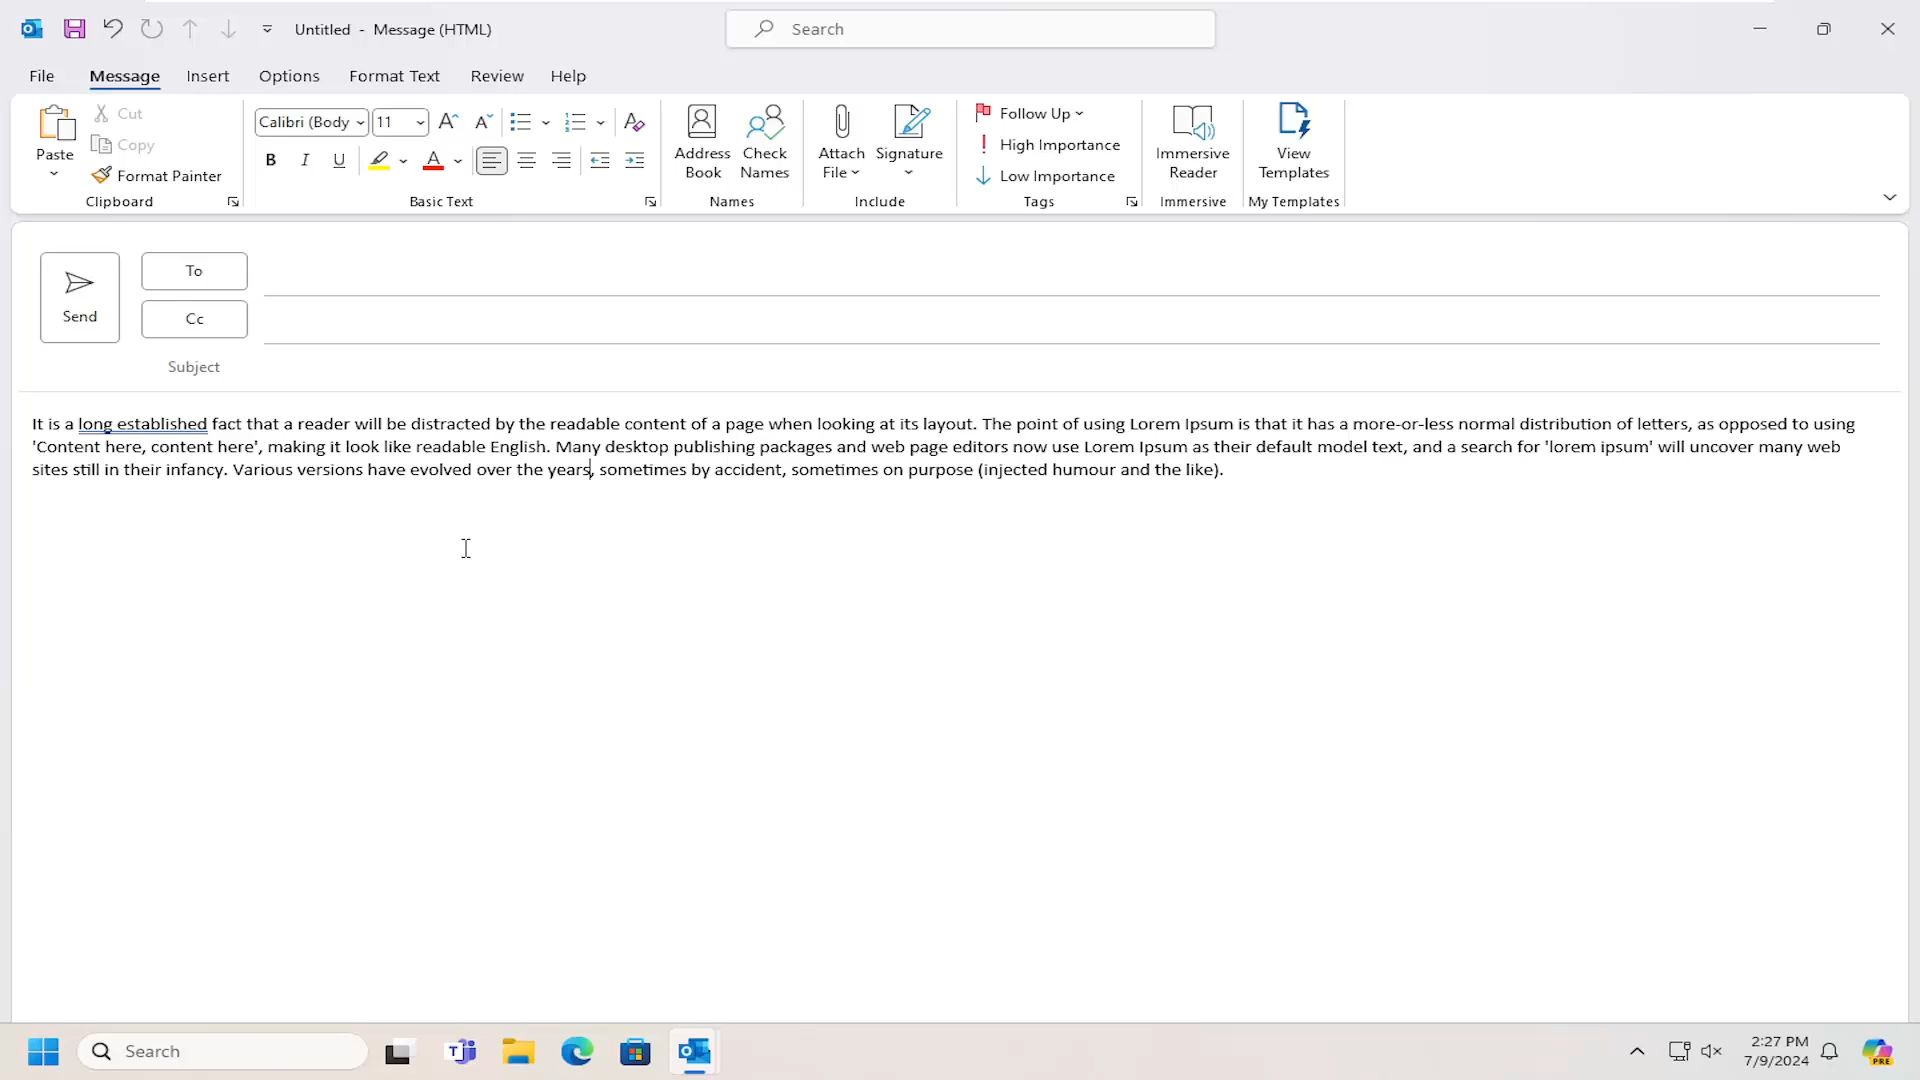 Untitled - Message (HTML)
Search
File Message Insert Options Format Text Review Help
Paste
Cut
Copy
Format Painter
Clipboard
Calibri (Body
11
B I U A
Basic Text
Address Book
Check Names
Names
Attach File
Signature
Include
Follow Up
High Importance
Low Importance
Tags
Immersive Reader
Immersive
View Templates
My Templates
Send
To
Cc
Subject
It is a long established fact that a reader will be distracted by the readable content of a page when looking at its layout. The point of using Lorem Ipsum is that it has a more-or-less normal distribution of letters, as opposed to using
'Content here, content here', making it look like readable English. Many desktop publishing packages and web page editors now use Lorem Ipsum as their default model text, and a search for 'lorem ipsum' will uncover many web
sites still in their infancy. Various versions have evolved over the years, sometimes by accident, sometimes on purpose (injected humour and the like).
Search
2:27 PM
7/9/2024
PRE